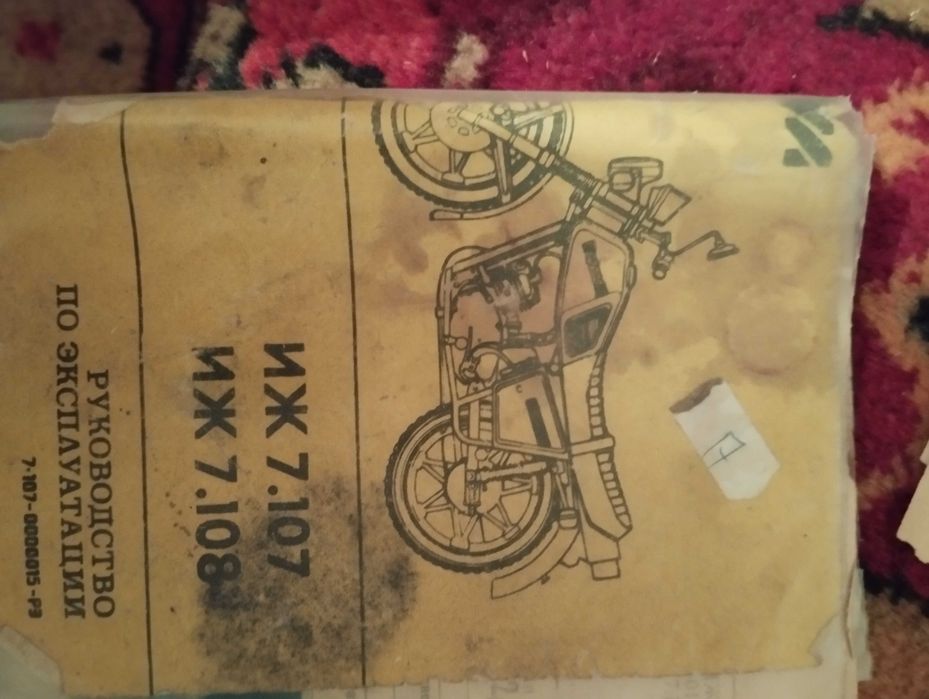 ИЖ 7.107
ИЖ 7.108
РУКОВОДСТВО
ПО ЭКСПЛУАТАЦИИ
7·107-0000015-РЭ